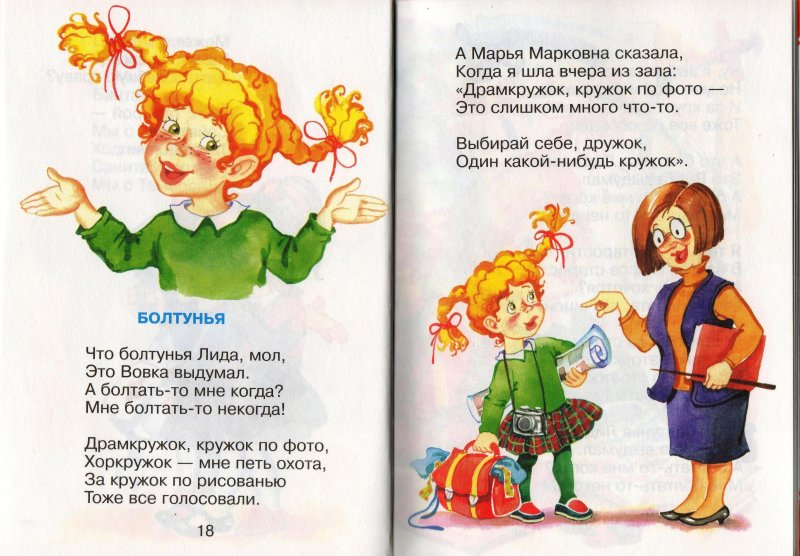 БОЛТУНЬЯ
Что болтунья Лида, мол,
Это Вовка выдумал.
А болтать-то мне когда?
Мне болтать-то некогда!
Драмкружок, кружок по фото,
Хоркружок — мне петь охота,
За кружок по рисованью
Тоже все голосовали.
18
А Марья Марковна сказала,
Когда я шла вчера из зала:
«Драмкружок, кружок по фото —
Это слишком много что-то.
Выбирай себе, дружок,
Один какой-нибудь кружок».